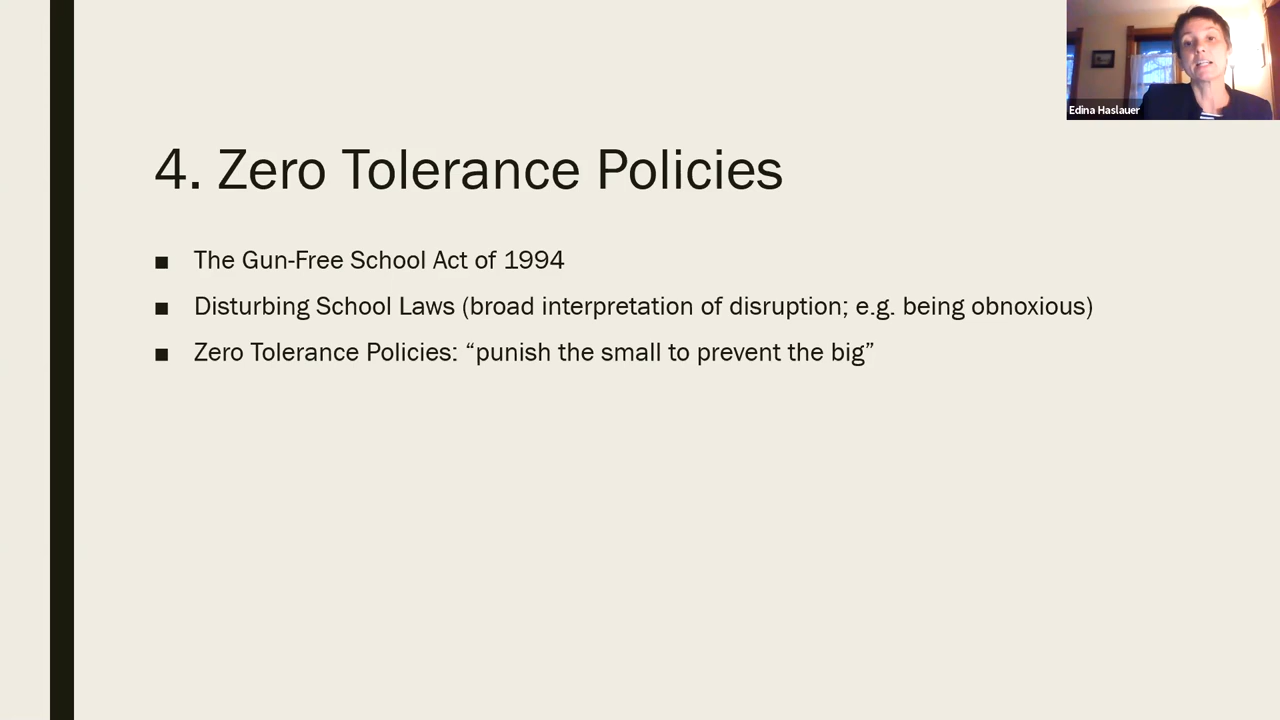 Edina Haslauer
4. Zero Tolerance Policies
■ The Gun-Free School Act of 1994
■ Disturbing School Laws (broad interpretation of disruption; e.g. being obnoxious)
■ Zero Tolerance Policies: “punish the small to prevent the big”